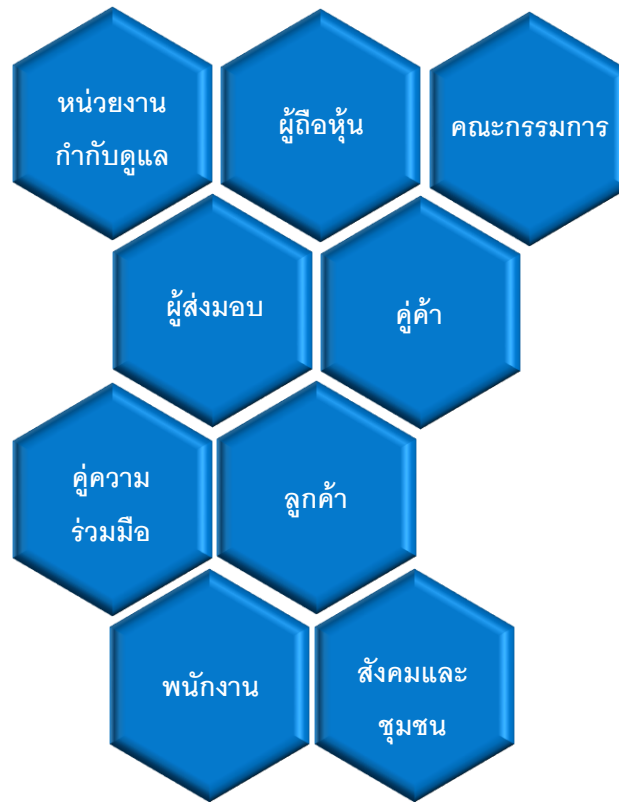 หน่วยงาน
กำกับดูแล
ผู้ถือหุ้น
คณะกรรมการ
ผู้ส่งมอบ
คู่ค้า
คู่ความ
ร่วมมือ
ลูกค้า
พนักงาน
สังคมและ
ชุมชน